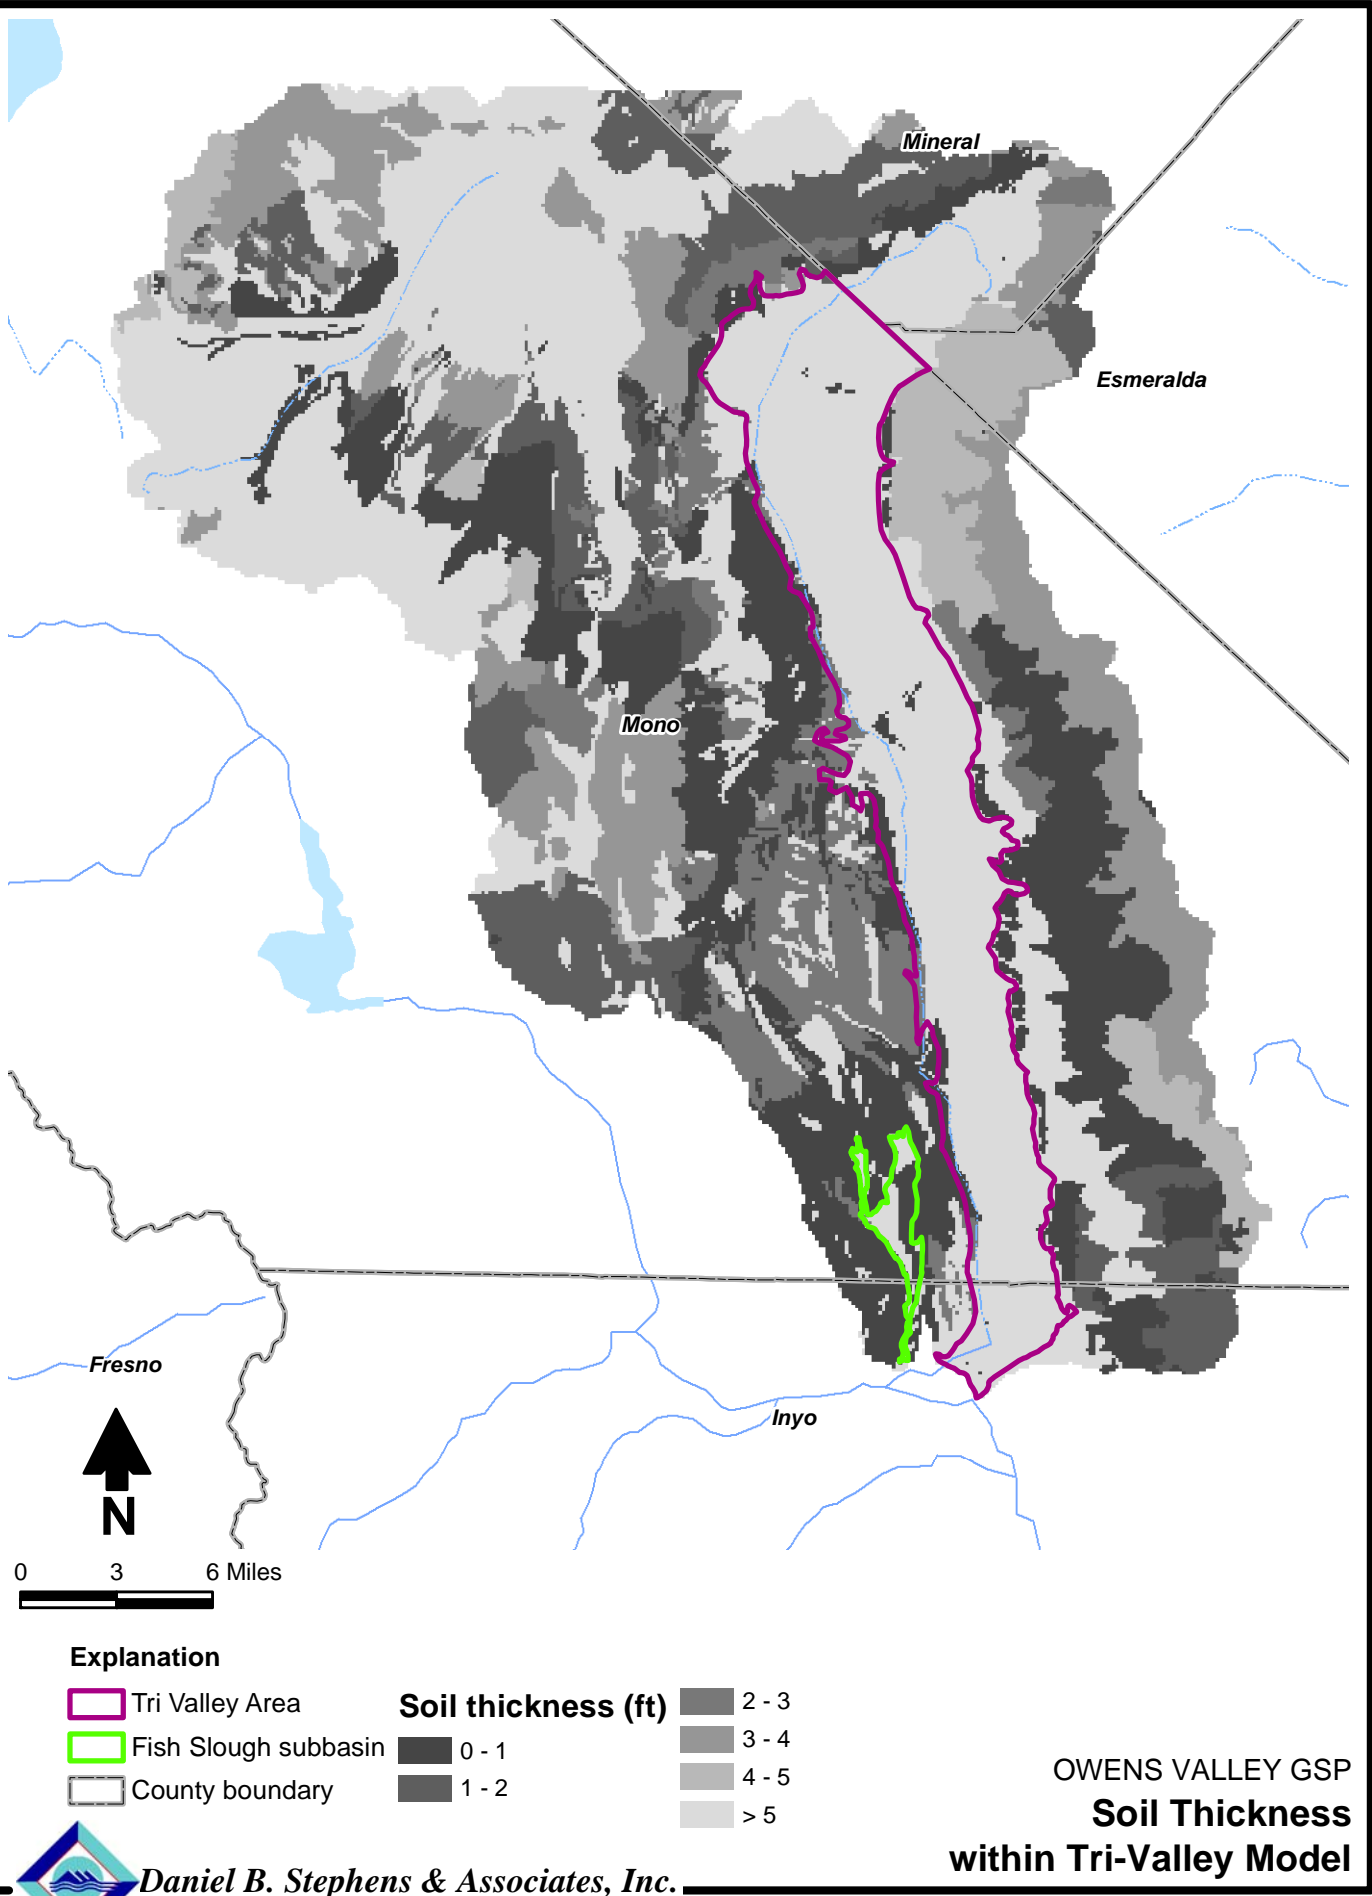 Mineral
Esmeralda
Mono
Fresno
Inyo
N
0 3 6 Miles
Explanation
Tri Valley Area
Fish Slough subbasin
County boundary
Soil thickness (ft)
0 - 1
1 - 2
2 - 3
3 - 4
4 - 5
> 5
OWENS VALLEY GSP
Soil Thickness
within Tri-Valley Model
Daniel B. Stephens & Associates, Inc.